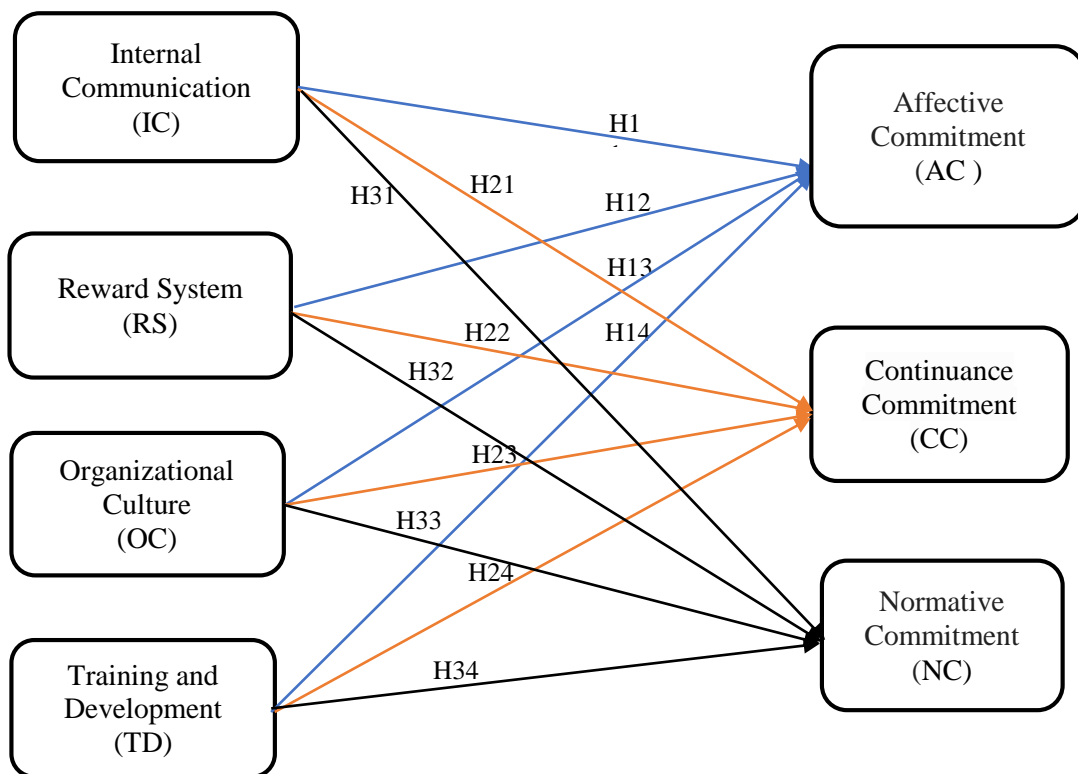 Internal
Communication
(IC)
Affective
Commitment
(AC )
H1
H21
H31
H12
Reward System
(RS)
H13
H14
H22
H32
Continuance
Commitment
(CC)
Organizational
Culture
(OC)
H23
H33
H24
Normative
Commitment
(NC)
Training and
Development
(TD)
H34